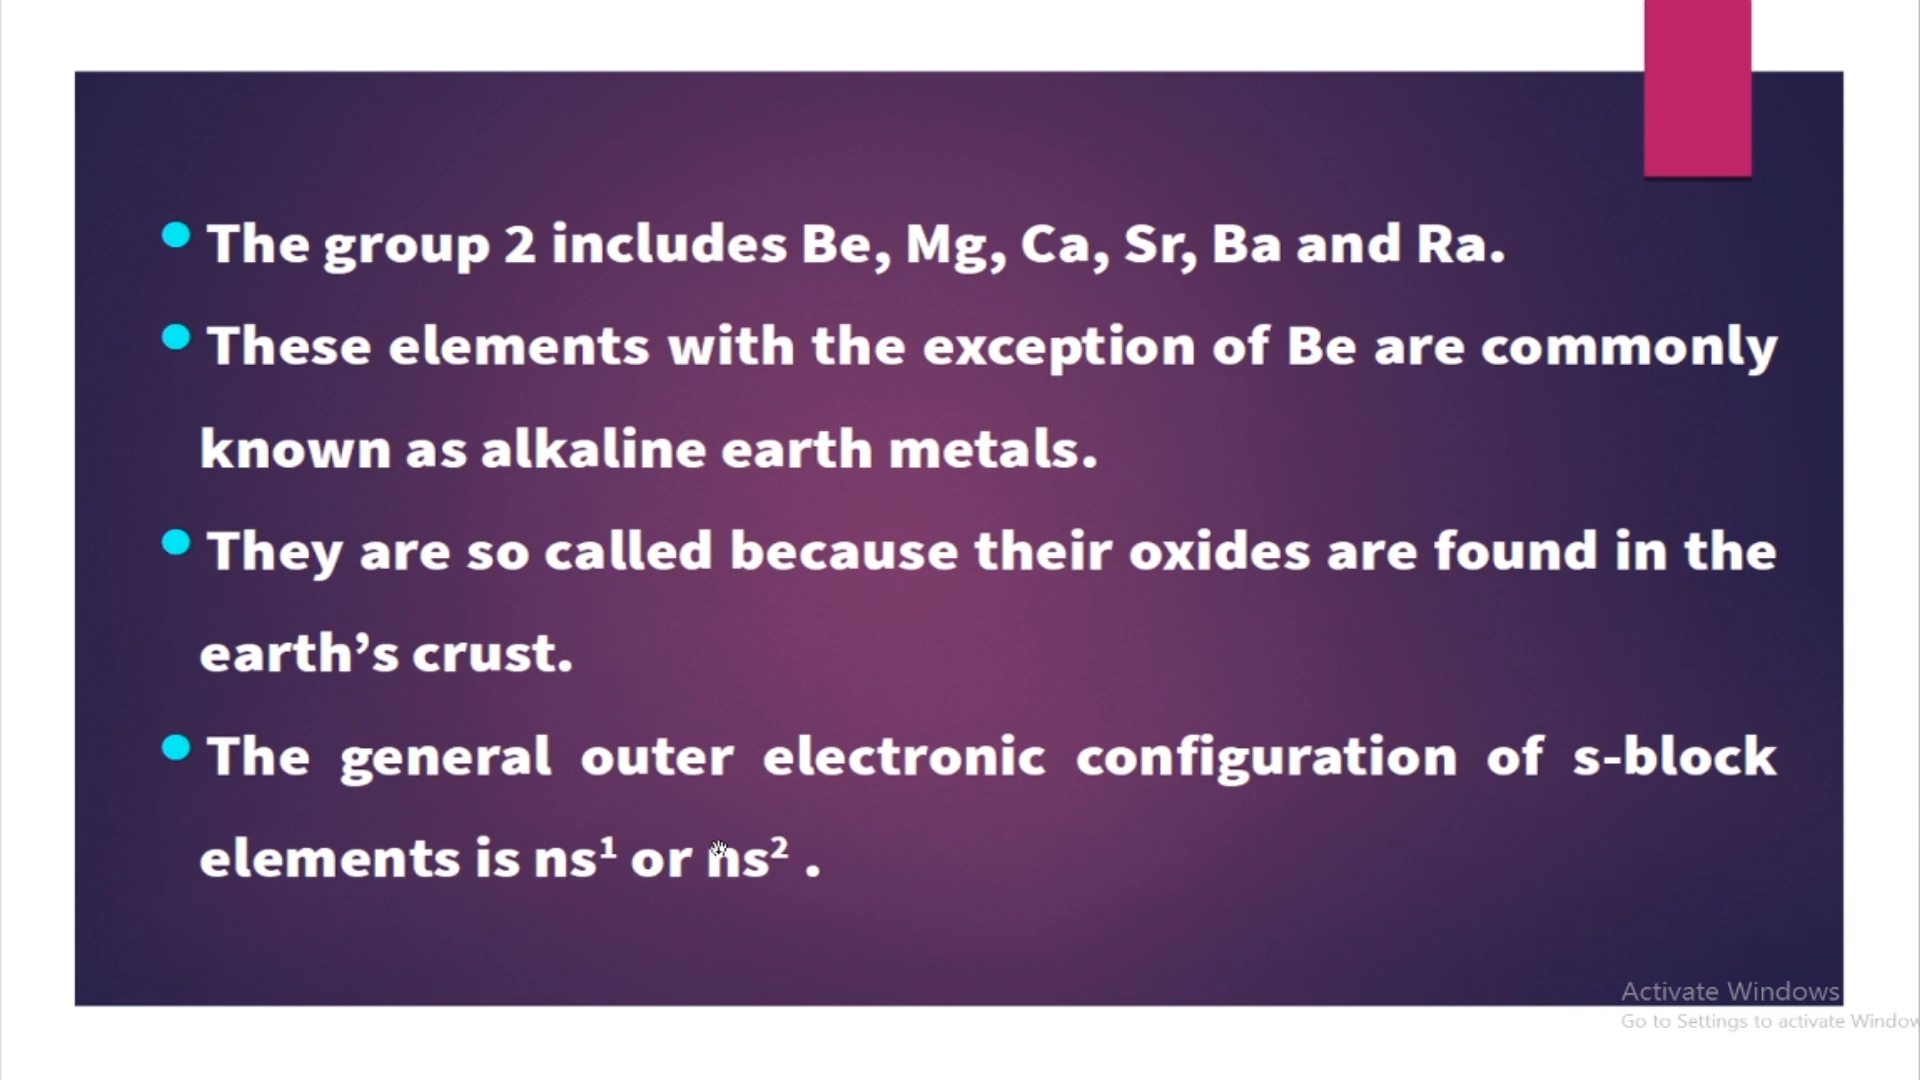 The group 2 includes Be, Mg, Ca, Sr, Ba and Ra.
These elements with the exception of Be are commonly
known as alkaline earth metals.
They are so called because their oxides are found in the
earth’s crust.
The general outer electronic configuration of s-block
elements is ns¹ or ns² .
Activate Windows
Go to Settings to activate Window